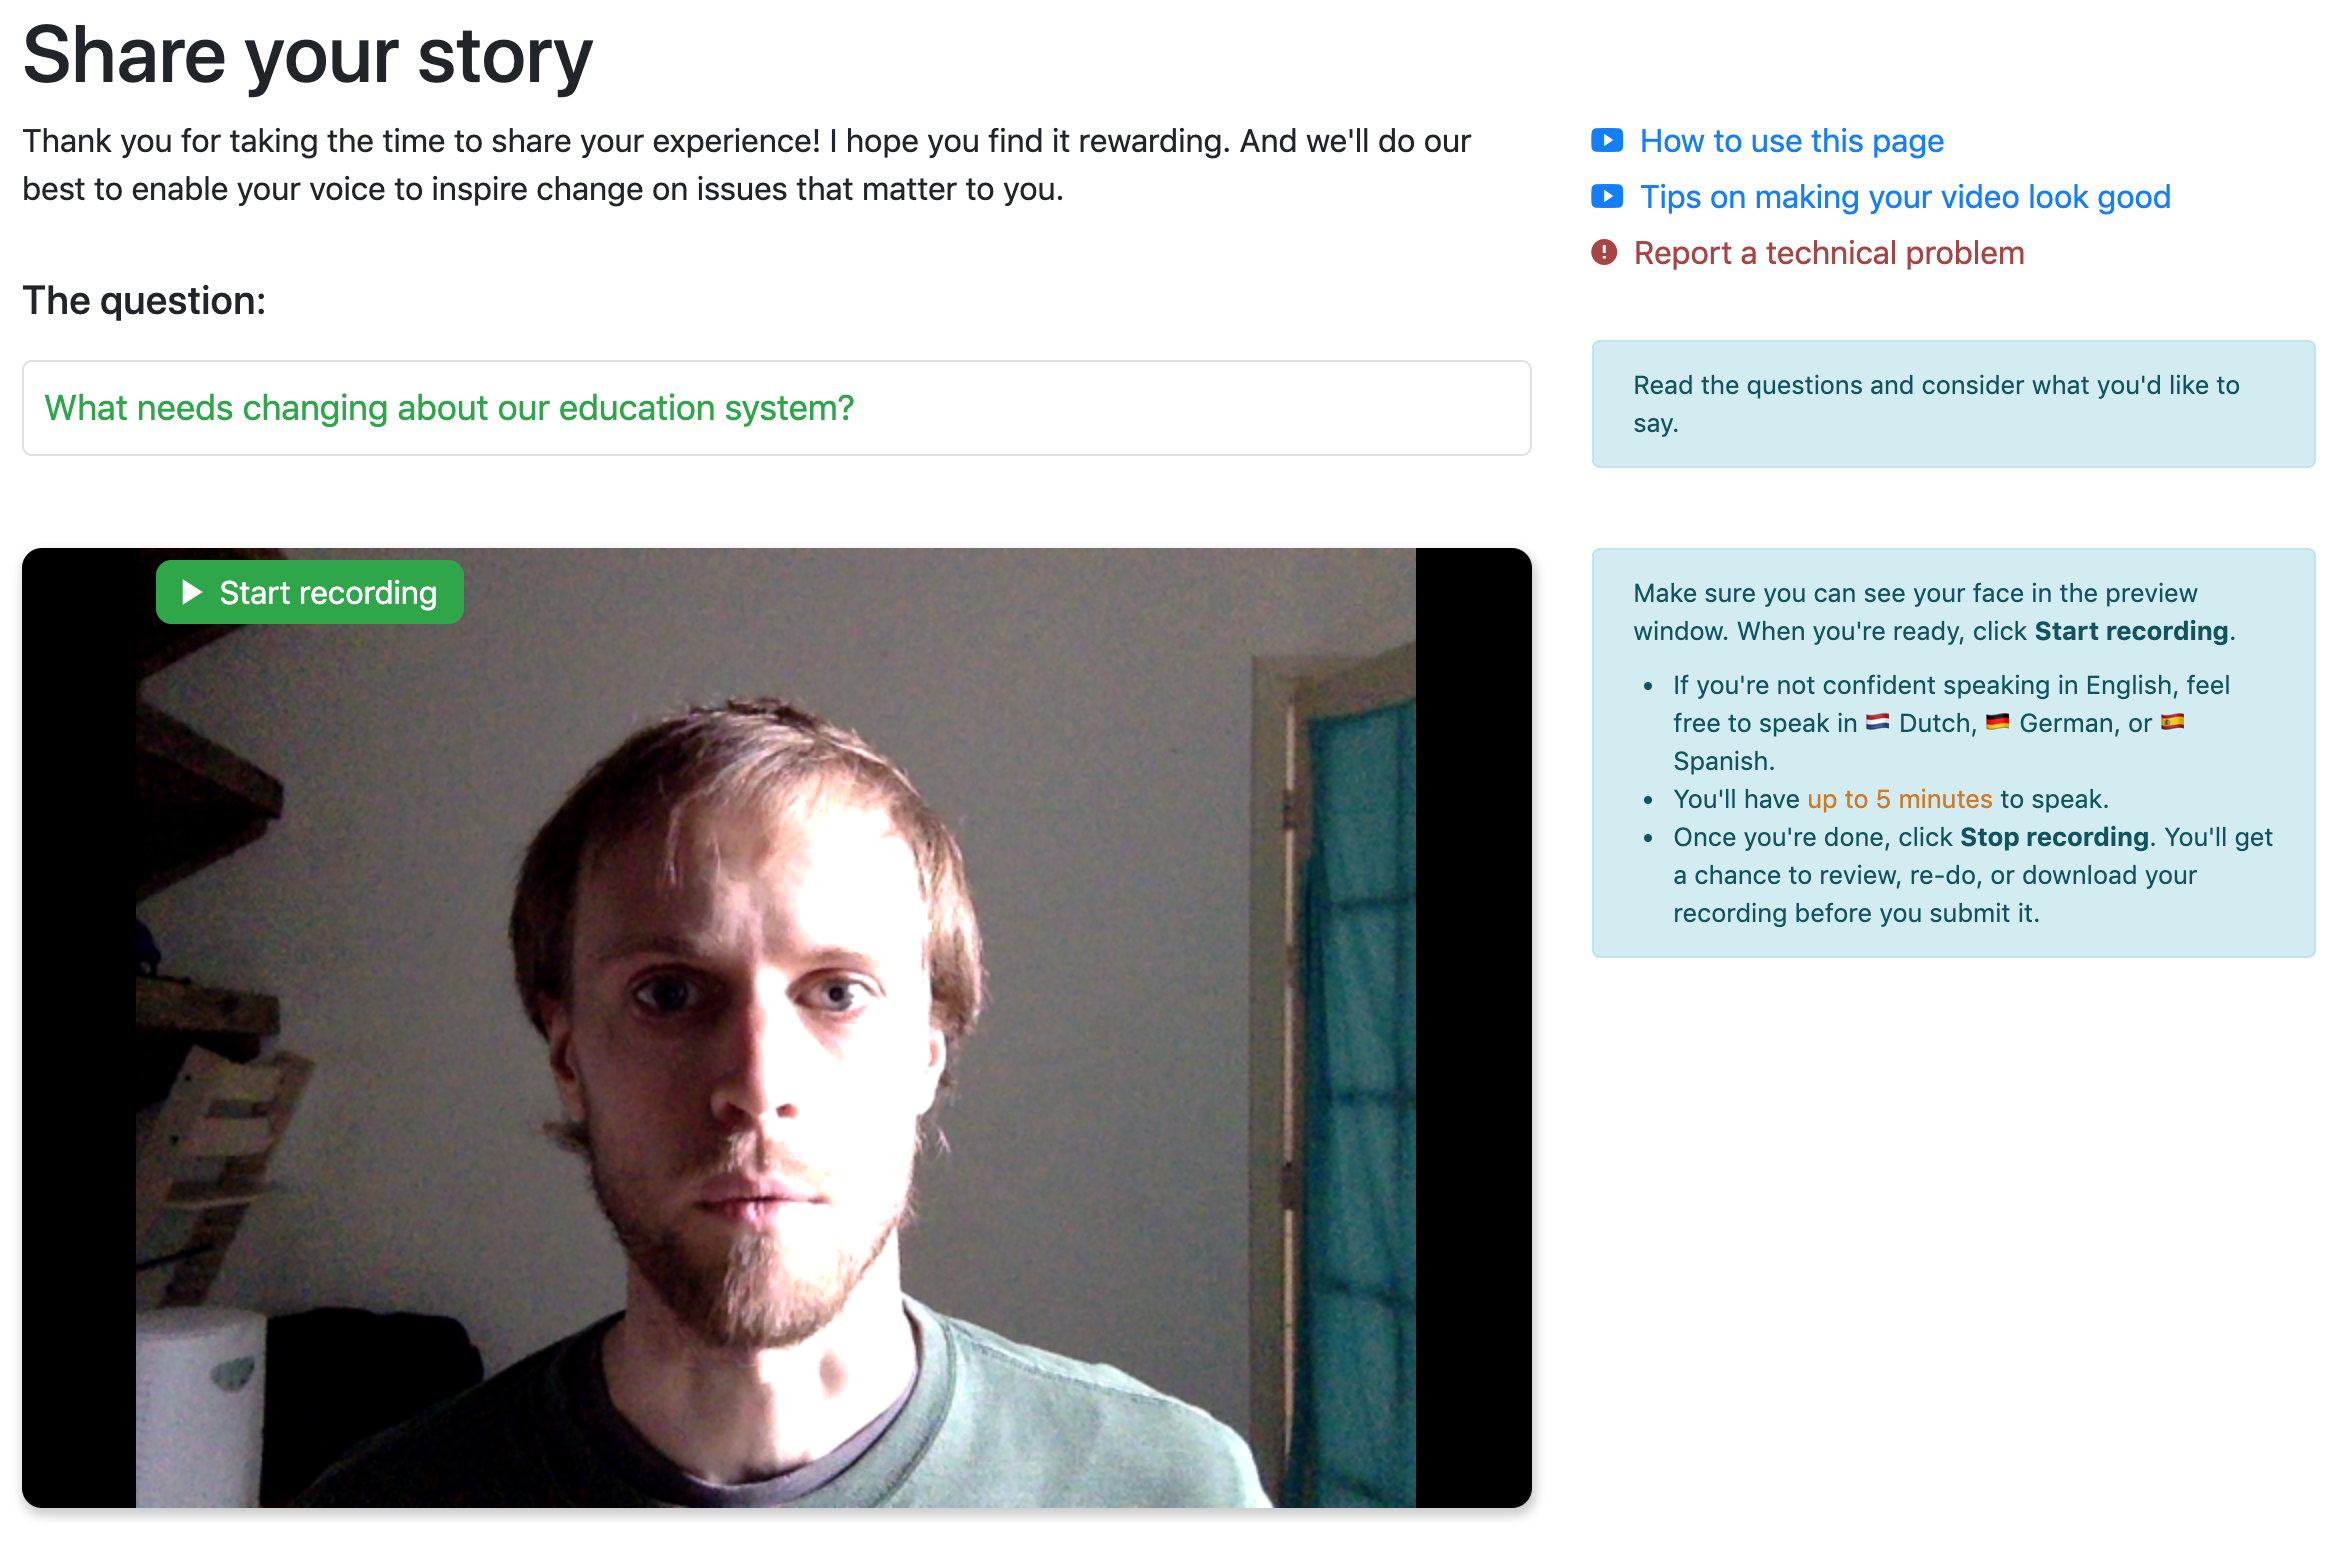 Share your story
Thank you for taking the time to share your experience! I hope you find it rewarding. And we'll do our
best to enable your voice to inspire change on issues that matter to you.
The question:
What needs changing about our education system?
Start recording
How to use this page
Tips on making your video look good
Report a technical problem
Read the questions and consider what you'd like to
say.
Make sure you can see your face in the preview
window. When you're ready, click Start recording.
• If you're not confident speaking in English, feel
free to speak in 🇳🇱 Dutch, 🇩🇪 German, or 🇪🇸
Spanish.
• You'll have up to 5 minutes to speak.
• Once you're done, click Stop recording. You'll get
a chance to review, re-do, or download your
recording before you submit it.